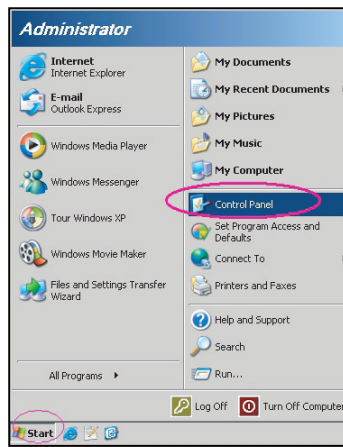 Administrator
Internet
Internet Explorer
E-mail
Outlook Express
Windows Media Player
Windows Messenger
Tour Windows XP
Windows Movie Maker
Files and Settings Transfer
Wizard
All Programs
My Documents
My Recent Documents
My Pictures
My Music
My Computer
Control Panel
Set Program Access and
Defaults
Connect To
Printers and Faxes
Help and Support
Search
Run...
Log Off
Turn Off Computer
Start